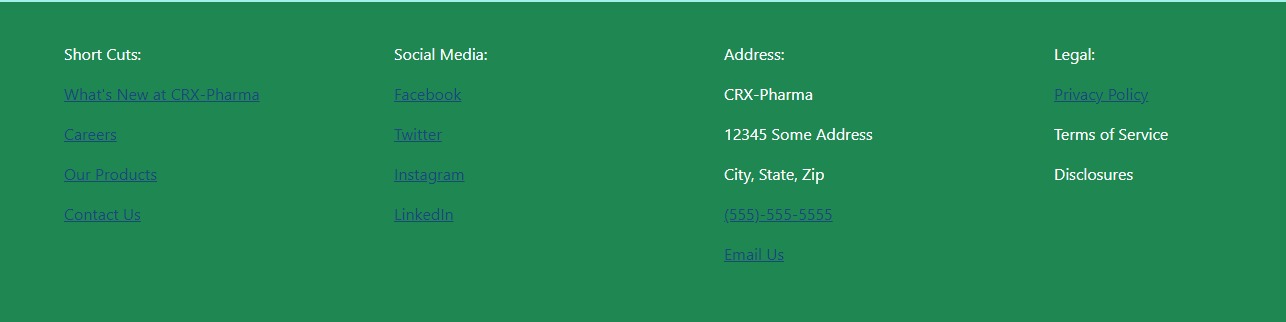 Short Cuts:
What's New at CRX-Pharma
Careers
Our Products
Contact Us
Social Media:
Facebook
Twitter
Instagram
LinkedIn
Address:
CRX-Pharma
12345 Some Address
City, State, Zip
(555)-555-5555
Email Us
Legal:
Privacy Policy
Terms of Service
Disclosures